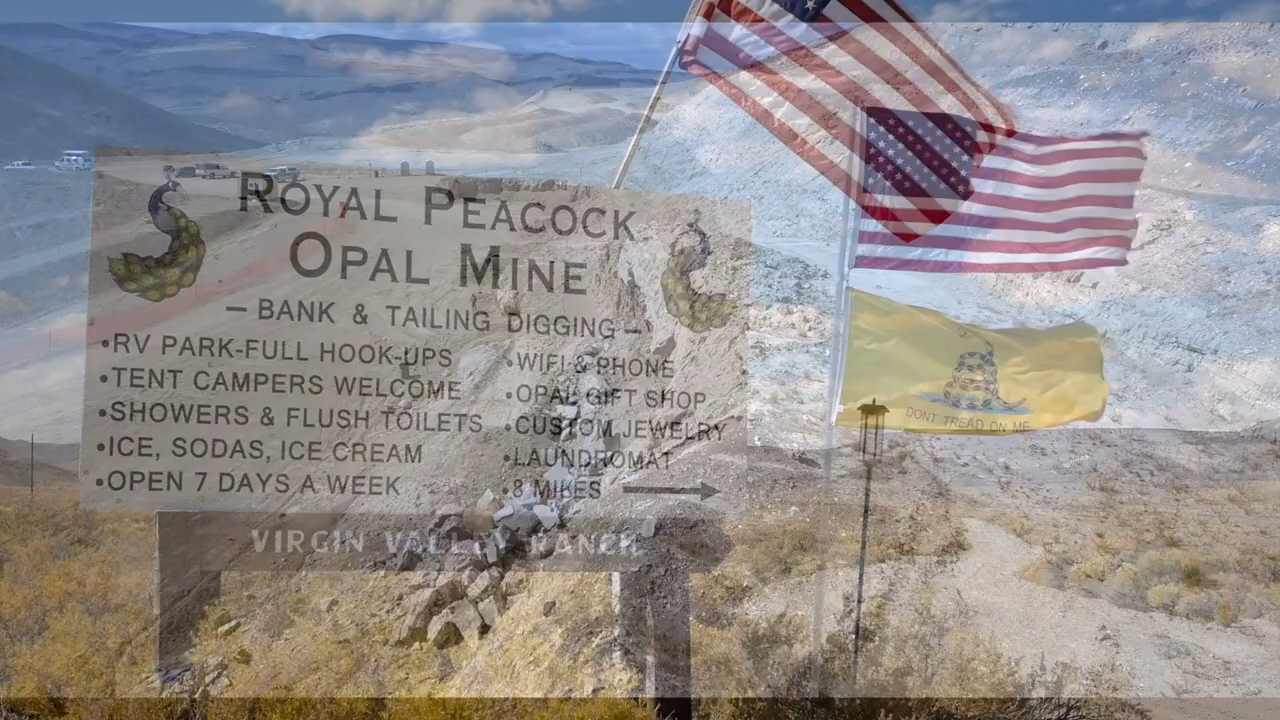 ROYAL PEACOCK
OPAL MINE
– BANK & TAILING DIGGING –
•RV PARK-FULL HOOK-UPS
•TENT CAMPERS WELCOME
•SHOWERS & FLUSH TOILETS
•ICE, SODAS, ICE CREAM
•OPEN 7 DAYS A WEEK
•WIFI & PHONE
•OPAL GIFT SHOP
•CUSTOM JEWELRY
•LAUNDROMAT
•8 MILES
VIRGIN VALLEY RANCH
DONT TREAD ON ME